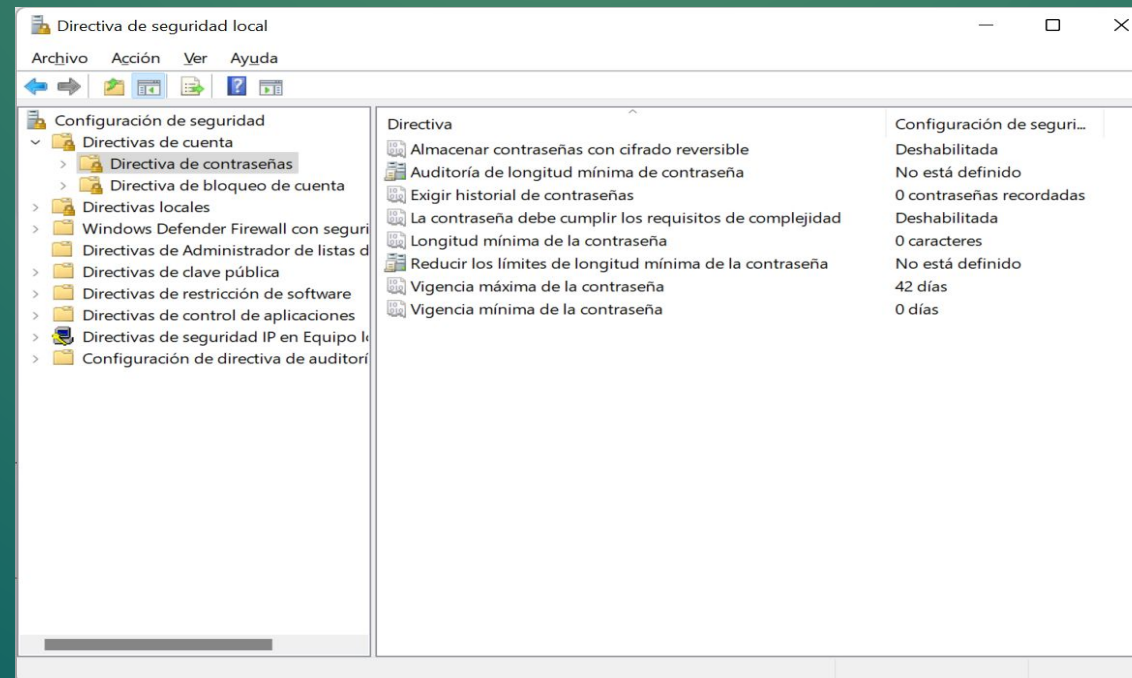 Directiva de seguridad local
Archivo Acción Ver Ayuda
Configuración de seguridad
Directivas de cuenta
Directiva de contraseñas
Directiva de bloqueo de cuenta
Directivas locales
Windows Defender Firewall con seguri
Directivas de Administrador de listas d
Directivas de clave pública
Directivas de restricción de software
Directivas de control de aplicaciones
Directivas de seguridad IP en Equipo lo
Configuración de directiva de auditorí
Directiva Configuración de seguri...
Almacenar contraseñas con cifrado reversible Deshabilitada
Auditoría de longitud mínima de contraseña No está definido
Exigir historial de contraseñas 0 contraseñas recordadas
La contraseña debe cumplir los requisitos de complejidad Deshabilitada
Longitud mínima de la contraseña 0 caracteres
Reducir los límites de longitud mínima de la contraseña No está definido
Vigencia máxima de la contraseña 42 días
Vigencia mínima de la contraseña 0 días